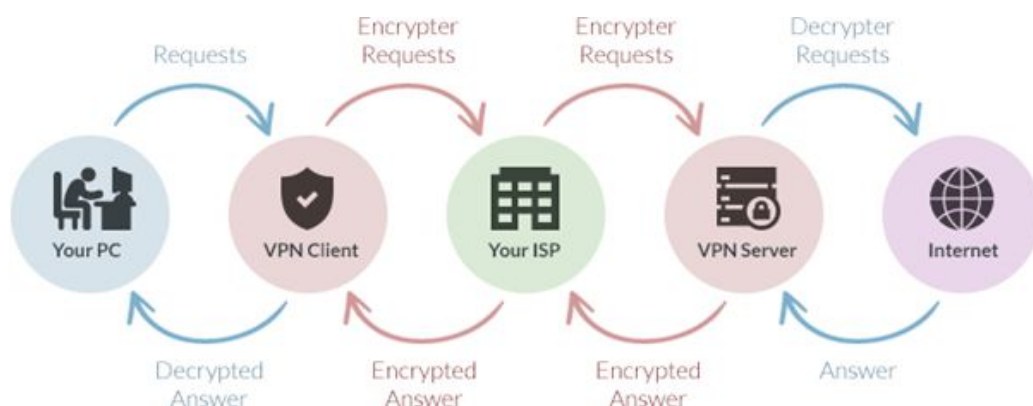 Requests
Encrypter
Requests
Encrypter
Requests
Decrypter
Requests
Your PC
VPN Client
Your ISP
VPN Server
Internet
Decrypted
Answer
Encrypted
Answer
Encrypted
Answer
Answer